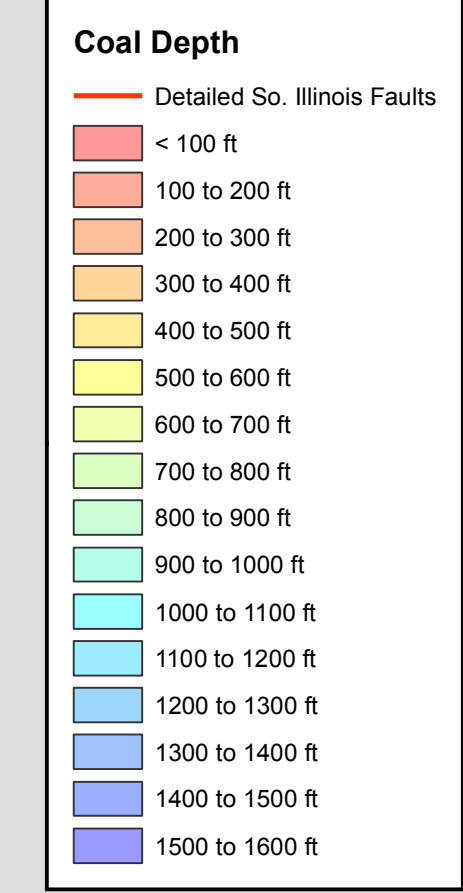 Coal Depth
Detailed So. Illinois Faults
< 100 ft
100 to 200 ft
200 to 300 ft
300 to 400 ft
400 to 500 ft
500 to 600 ft
600 to 700 ft
700 to 800 ft
800 to 900 ft
900 to 1000 ft
1000 to 1100 ft
1100 to 1200 ft
1200 to 1300 ft
1300 to 1400 ft
1400 to 1500 ft
1500 to 1600 ft